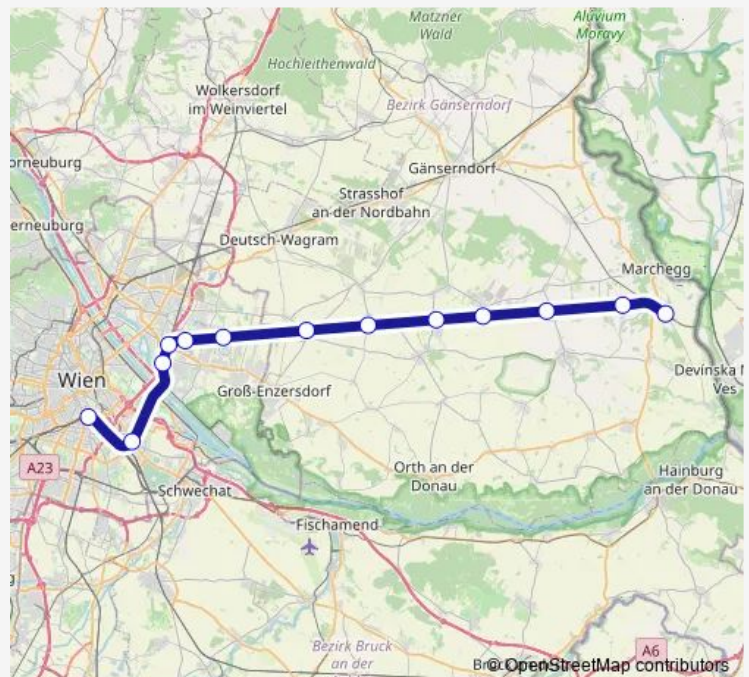 Matzner
Wald
Aluvium
Moravy
Hochleithenwald
Wolkersdorf
im Weinviertel
Bezirk Gänserndorf
orneuburg
Gänserndorf
Strasshof
an der Nordbahn
erneuburg
Deutsch-Wagram
Marchegg
Wien
Devínska N
Ves
Groß-Enzersdorf
A23
Orth an der
Donau
Hainburg
an der Donau
Schwechat
Fischamend
Bezirk Bruck
an der
A6
© OpenStreetMap contributors